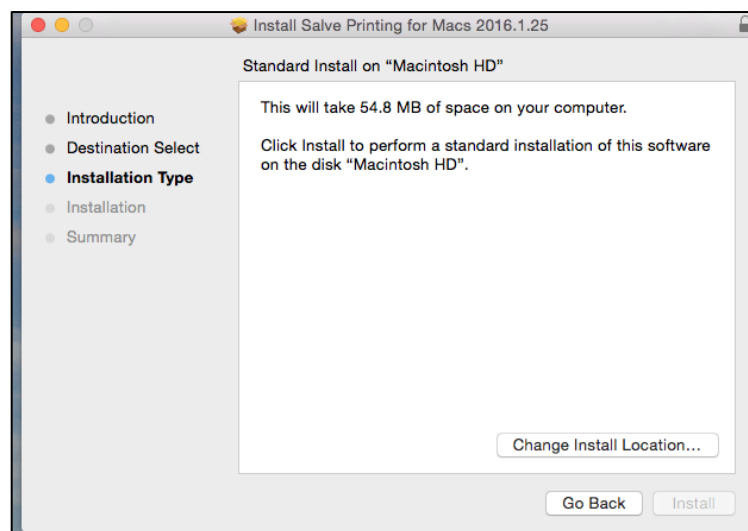 Install Salve Printing for Macs 2016.1.25
Standard Install on “Macintosh HD”
Introduction
Destination Select
Installation Type
Installation
Summary
This will take 54.8 MB of space on your computer.
Click Install to perform a standard installation of this software
on the disk “Macintosh HD”.
Change Install Location...
Go Back
Install